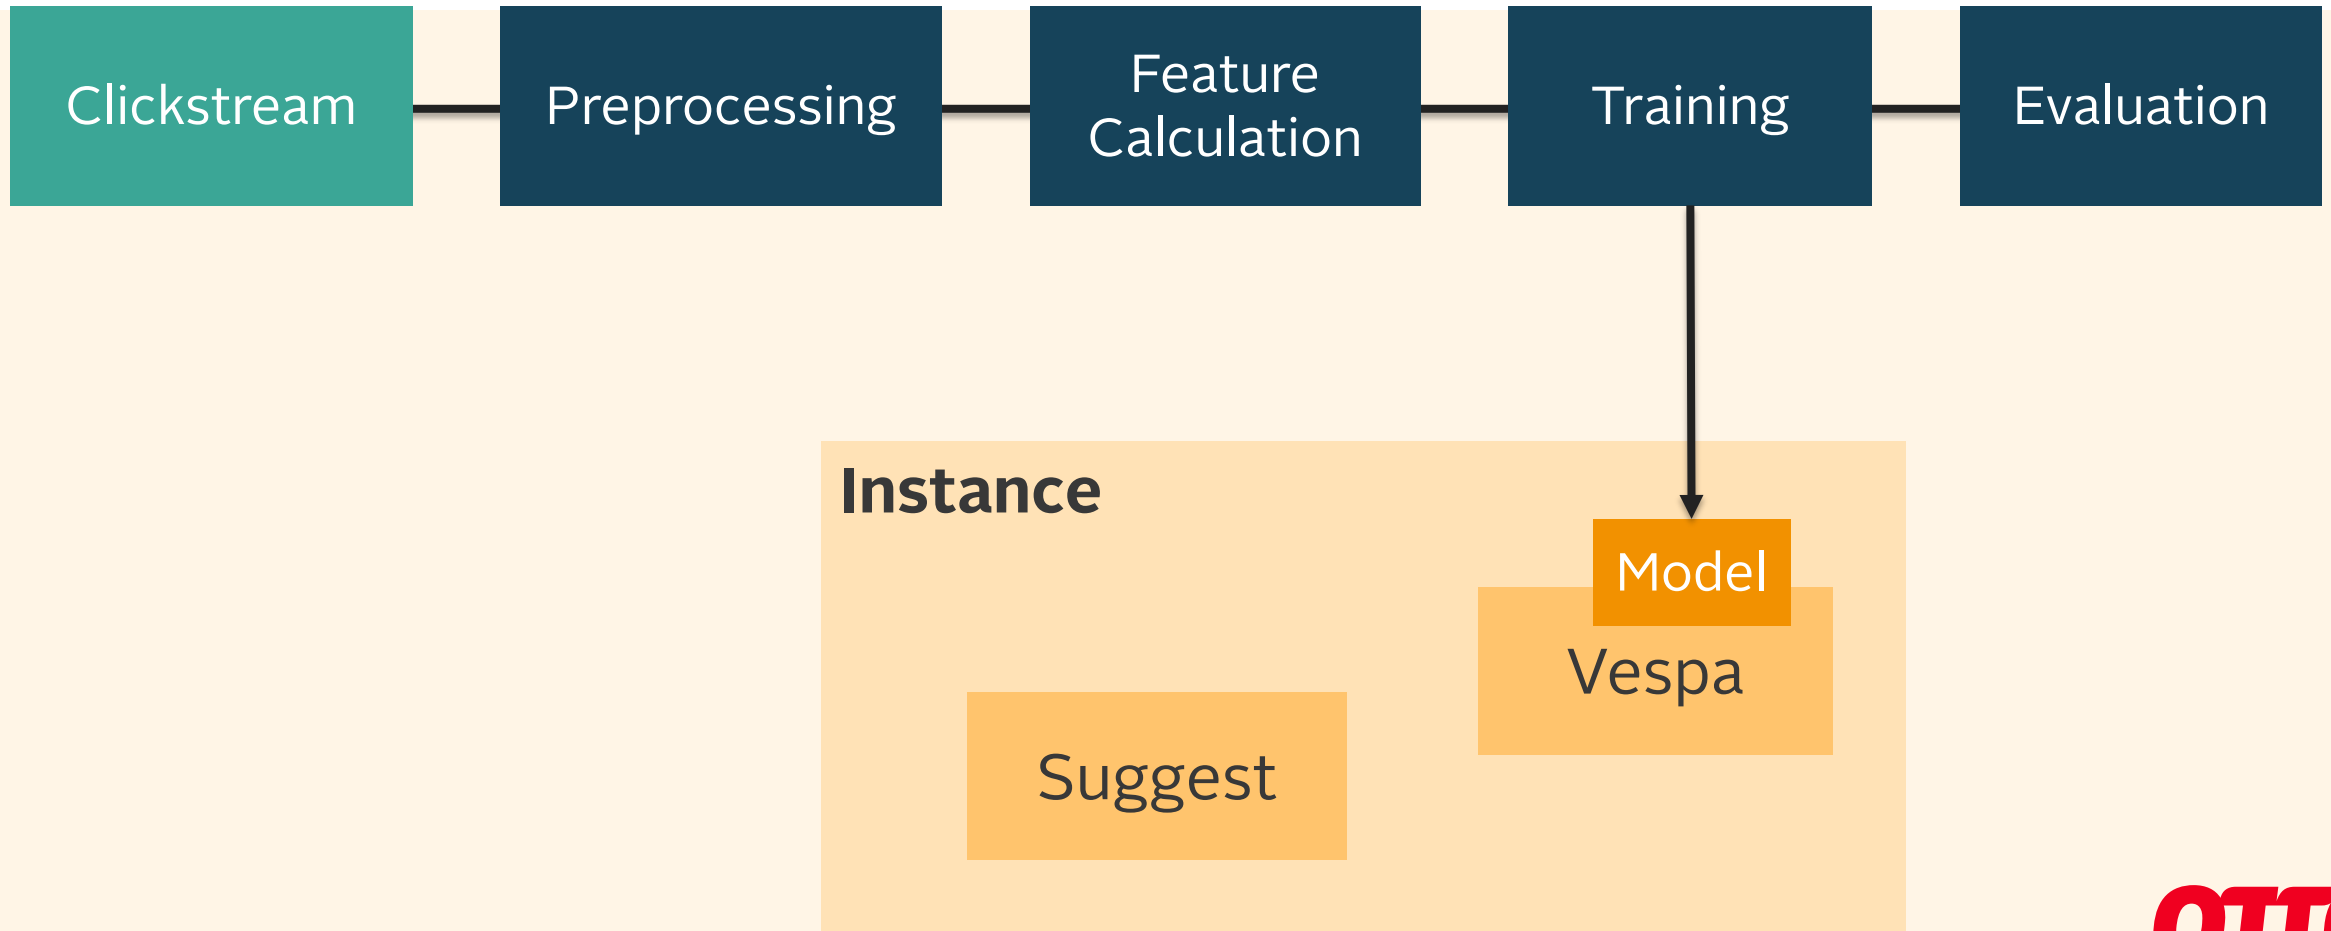 Clickstream
Preprocessing
Feature
Calculation
Training
Evaluation
Instance
Model
Vespa
Suggest